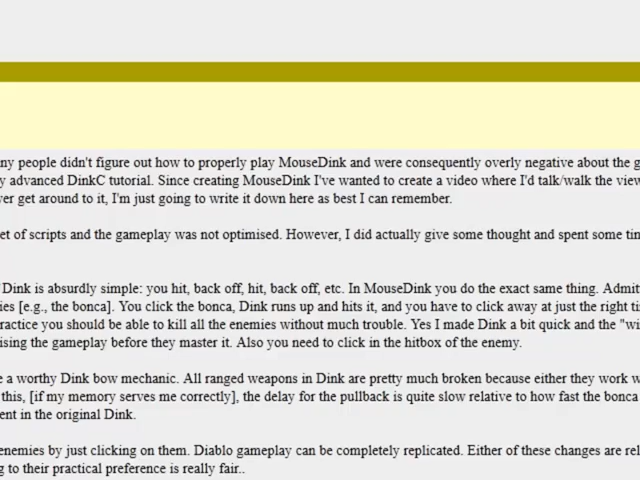 ny people didn't figure out how to properly play MouseDink and were consequently overly negative about the g
y advanced DinkC tutorial. Since creating MouseDink I've wanted to create a video where I'd talk/walk the view
ver get around to it, I'm just going to write it down here as best I can remember.
et of scripts and the gameplay was not optimised. However, I did actually give some thought and spent some tin
Dink is absurdly simple: you hit, back off, hit, back off, etc. In MouseDink you do the exact same thing. Admit
ies [e.g., the bonca]. You click the bonca, Dink runs up and hits it, and you have to click away at just the right ti
ractice you should be able to kill all the enemies without much trouble. Yes I made Dink a bit quick and the "wi
ising the gameplay before they master it. Also you need to click in the hitbox of the enemy.
e a worthy Dink bow mechanic. All ranged weapons in Dink are pretty much broken because either they work w
this, [if my memory serves me correctly], the delay for the pullback is quite slow relative to how fast the bonca
ent in the original Dink.
enemies by just clicking on them. Diablo gameplay can be completely replicated. Either of these changes are rel
g to their practical preference is really fair..